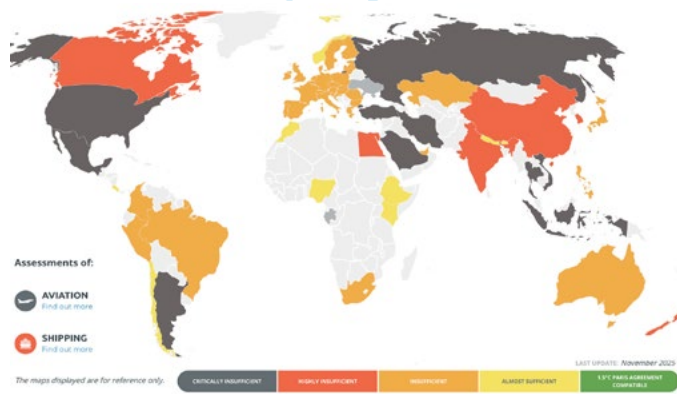 Assessments of:
AVIATION
Find out more
SHIPPING
Find out more
LAST UPDATE: November 2025
The maps displayed are for reference only.
CRITICALLY INSUFFICIENT
HIGHLY INSUFFICIENT
INSUFFICIENT
ALMOST SUFFICIENT
1.5°C PARIS AGREEMENT
COMPATIBLE